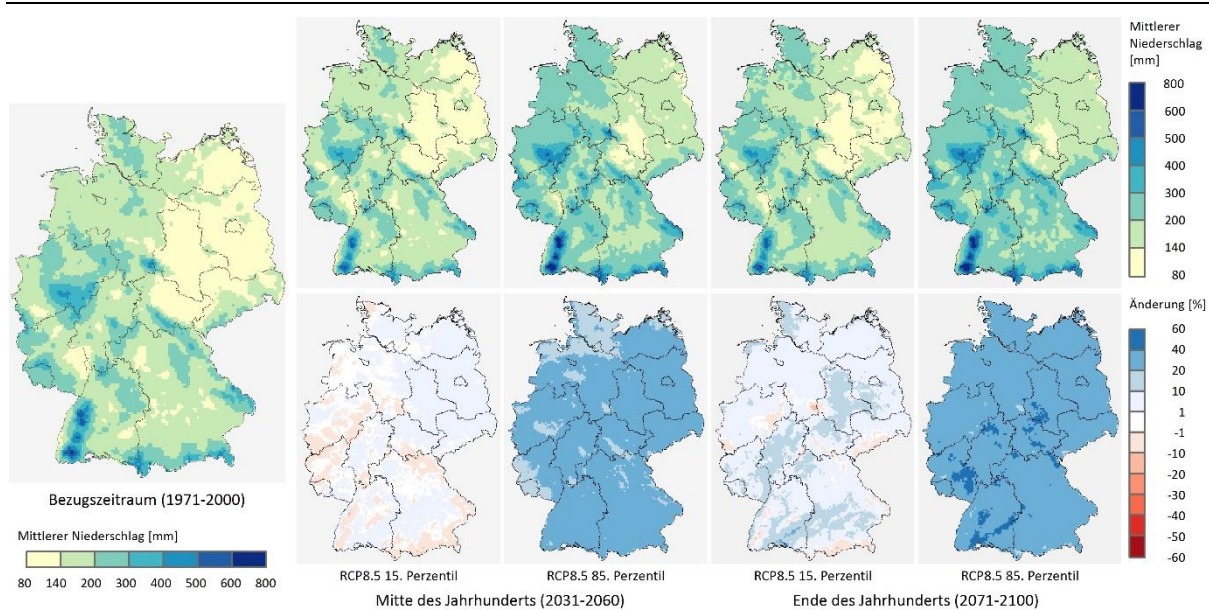 Mittlerer
Niederschlag
[mm]
800
600
500
400
300
200
140
80
Bezugszeitraum (1971-2000)
Mittlerer Niederschlag [mm]
80 140 200 300 400 500 600 800
Änderung [%]
60
40
20
10
1
-1
-10
-20
-30
-40
-50
-60
RCP8.5 15. Perzentil
RCP8.5 85. Perzentil
RCP8.5 15. Perzentil
RCP8.5 85. Perzentil
Mitte des Jahrhunderts (2031-2060)
Ende des Jahrhunderts (2071-2100)